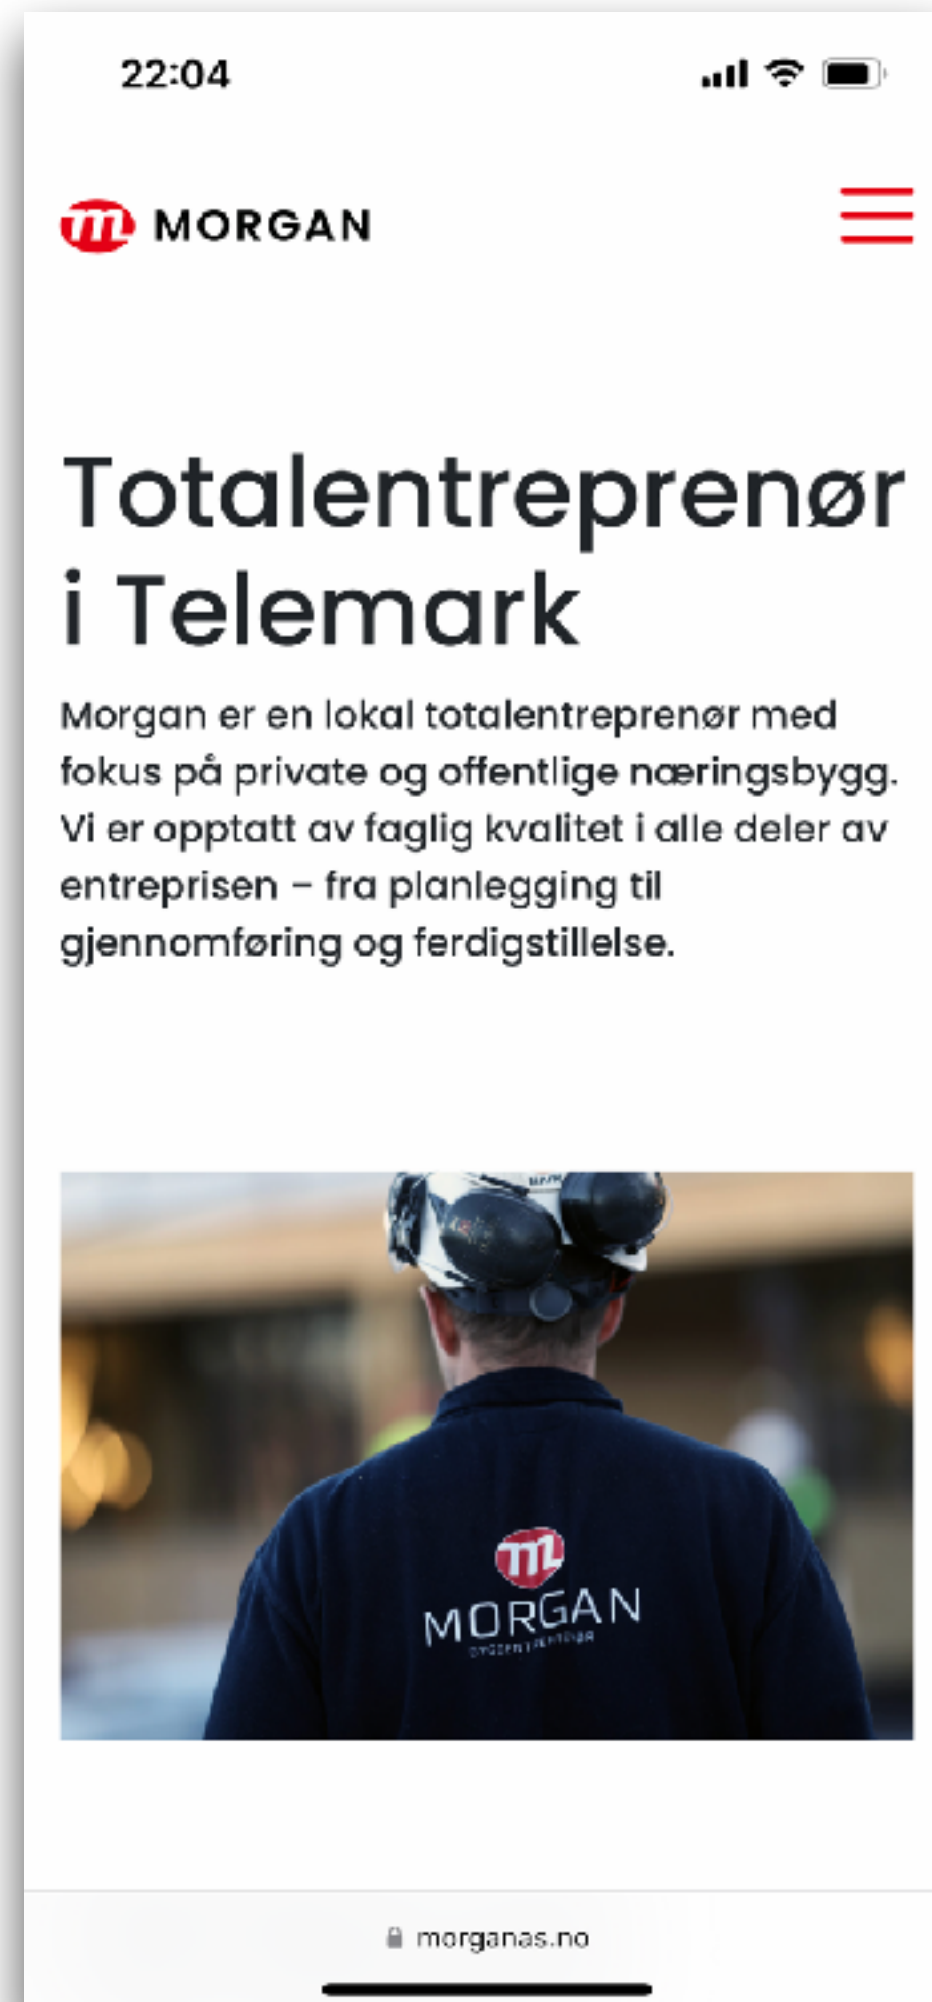 22:04
m MORGAN
Totalentreprenør
i Telemark
Morgan er en lokal totalentreprenør med
fokus på private og offentlige næringsbygg.
Vi er opptatt av faglig kvalitet i alle deler av
entreprisen – fra planlegging til
gjennomføring og ferdigstillelse.
m
MORGAN
morganas.no